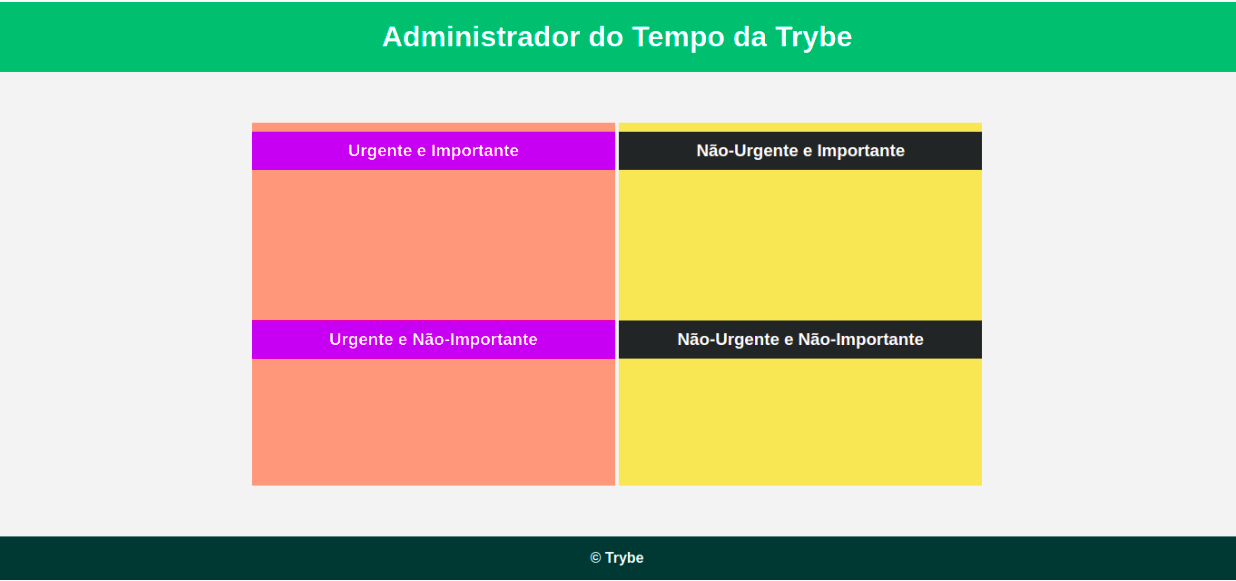 Administrador do Tempo da Trybe
Urgente e Importante
Não-Urgente e Importante
Urgente e Não-Importante
Não-Urgente e Não-Importante
© Trybe